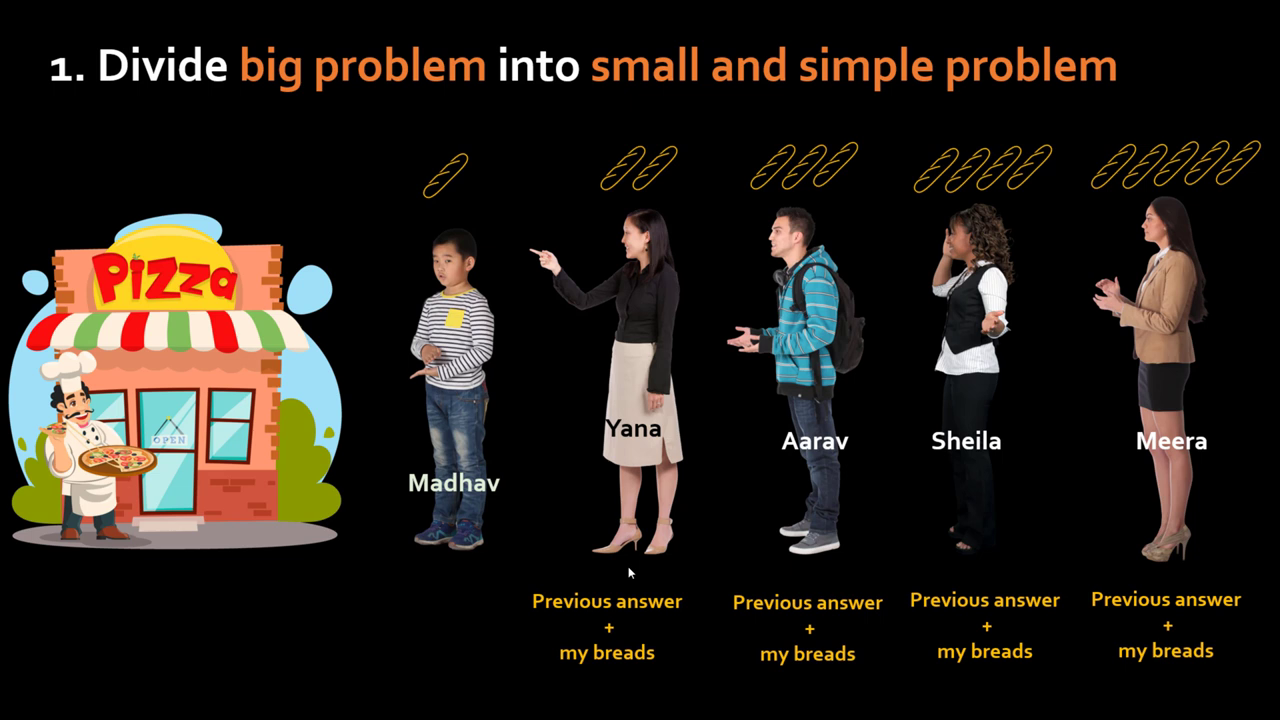 1. Divide big problem into small and simple problem
Pizza
OPEN
Madhav
Yana
Aarav
Sheila
Meera
Previous answer
+
my breads
Previous answer
+
my breads
Previous answer
+
my breads
Previous answer
+
my breads